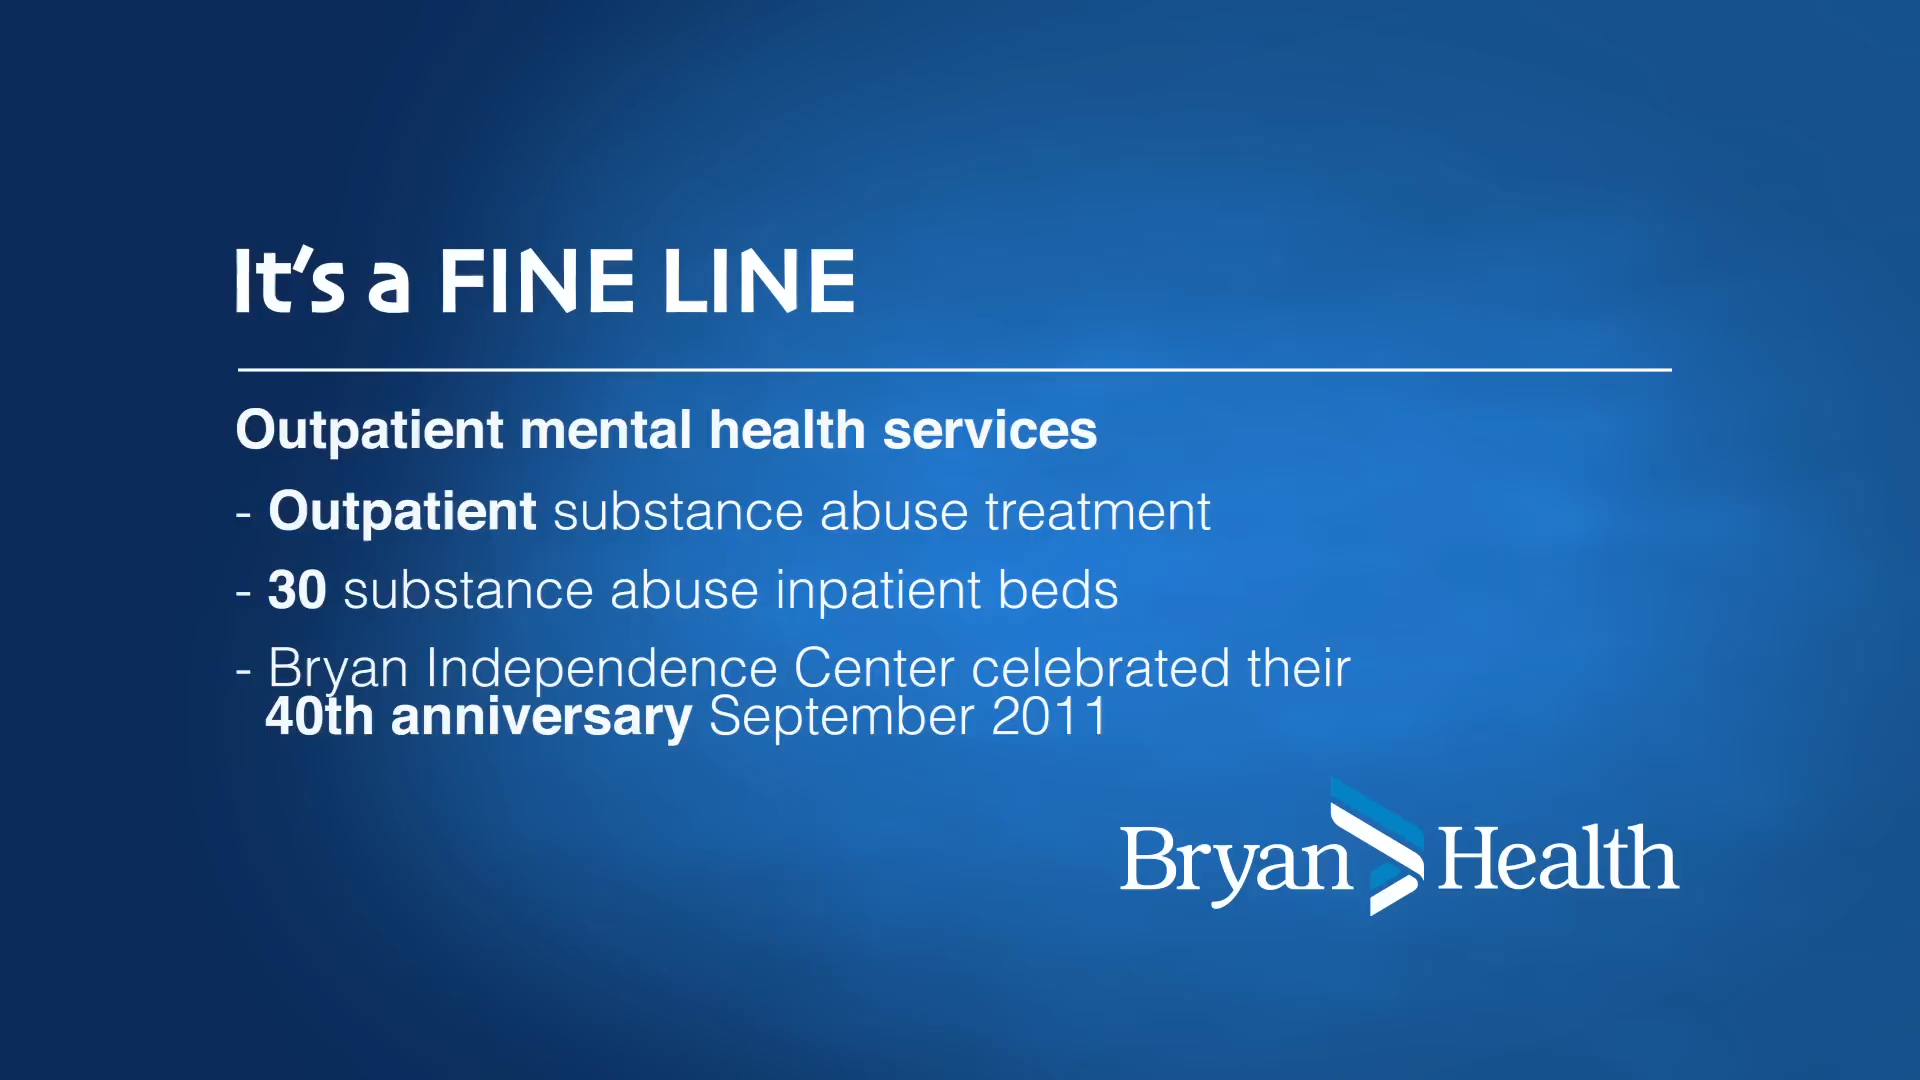 It's a FINE LINE
Outpatient mental health services
- Outpatient substance abuse treatment
- 30 substance abuse inpatient beds
- Bryan Independence Center celebrated their
40th anniversary September 2011
Bryan Health